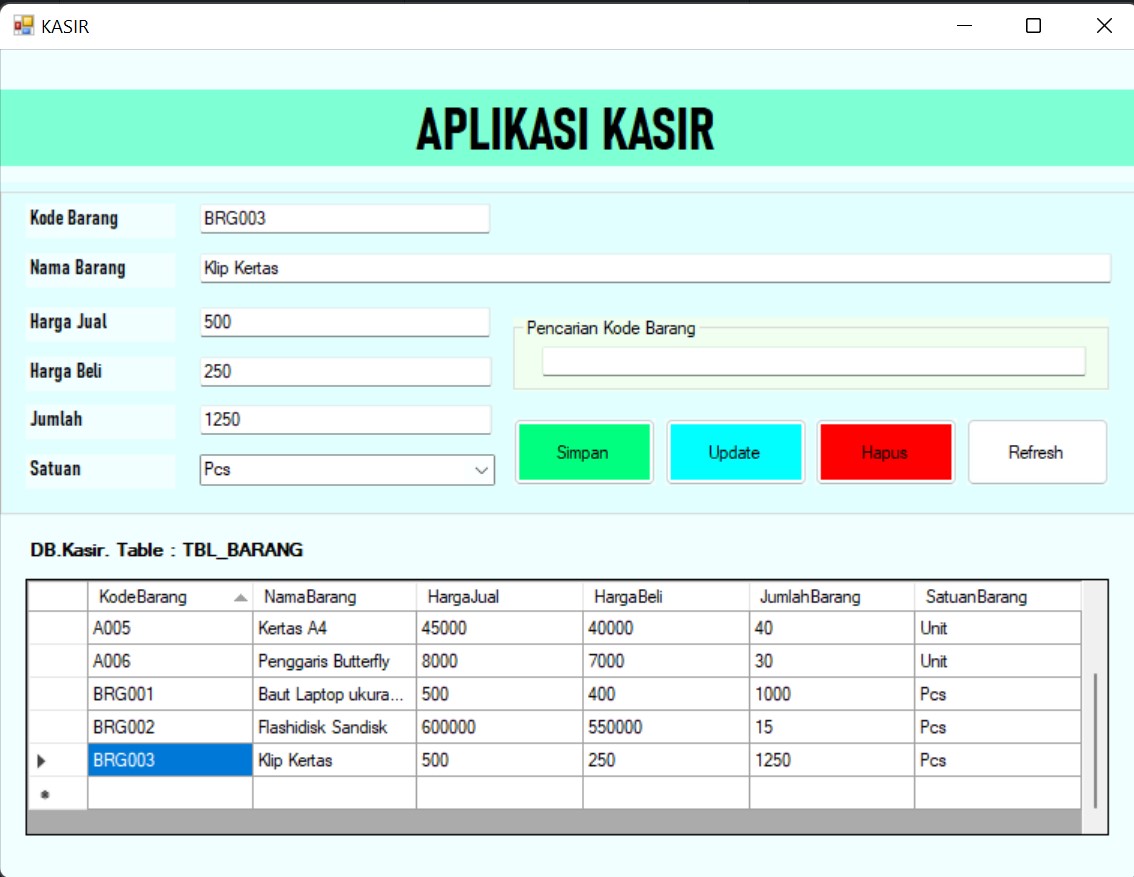 KASIR
APLIKASI KASIR
Kode Barang BRG003
Nama Barang Klip Kertas
Harga Jual 500
Pencarian Kode Barang
Harga Beli 250
Jumlah 1250
Satuan Pcs
Simpan Update Hapus Refresh
DB.Kasir. Table : TBL_BARANG
KodeBarang NamaBarang HargaJual HargaBeli JumlahBarang SatuanBarang
A005 Kertas A4 45000 40000 40 Unit
A006 Penggaris Butterfly 8000 7000 30 Unit
BRG001 Baut Laptop ukura... 500 400 1000 Pcs
BRG002 Flashidisk Sandisk 600000 550000 15 Pcs
BRG003 Klip Kertas 500 250 1250 Pcs